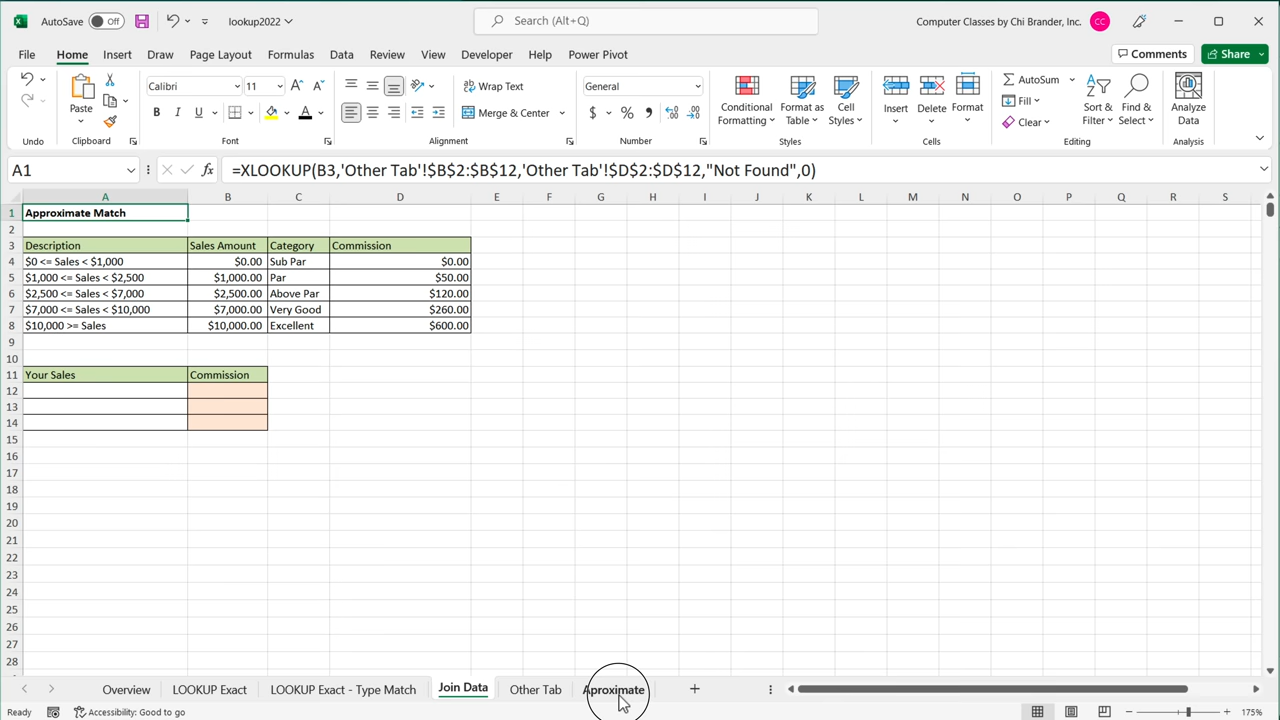 AutoSave Off lookup2022 Search (Alt+Q) Computer Classes by Chi Brander, Inc. CC
File Home Insert Draw Page Layout Formulas Data Review View Developer Help Power Pivot Comments Share
Paste Calibri 11 Wrap Text General Conditional Formatting Format as Table Cell Styles Insert Delete Format AutoSum Sort & Filter Find & Select Analyze Data
B I U A Merge & Center $ % Fill
Clear
Undo Clipboard Font Alignment Number Styles Cells Editing Analysis
A1 fx =XLOOKUP(B3,'Other Tab'!$B$2:$B$12,'Other Tab'!$D$2:$D$12,"Not Found",0)
A B C D E F G H I J K L M N O P Q R S
1 Approximate Match
2
3 Description Sales Amount Category Commission
4 $0 <= Sales < $1,000 $0.00 Sub Par $0.00
5 $1,000 <= Sales < $2,500 $1,000.00 Par $50.00
6 $2,500 <= Sales < $7,000 $2,500.00 Above Par $120.00
7 $7,000 <= Sales < $10,000 $7,000.00 Very Good $260.00
8 $10,000 >= Sales $10,000.00 Excellent $600.00
9
10
11 Your Sales Commission
12
13
14
15
16
17
18
19
20
21
22
23
24
25
26
27
28
Overview LOOKUP Exact LOOKUP Exact - Type Match Join Data Other Tab Aproximate
Ready Accessibility: Good to go 175%